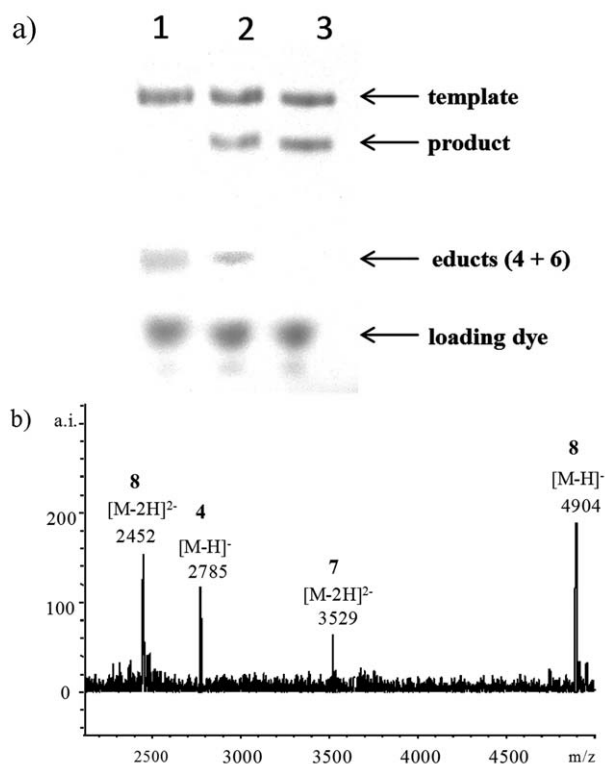 a) 1 2 3
template
product
educts (4 + 6)
loading dye
b) a.i.
8
[M-2H]2-
2452
4
[M-H]-
2785
7
[M-2H]2-
3529
8
[M-H]-
4904
200
100
0
2500 3000 3500 4000 4500 m/z